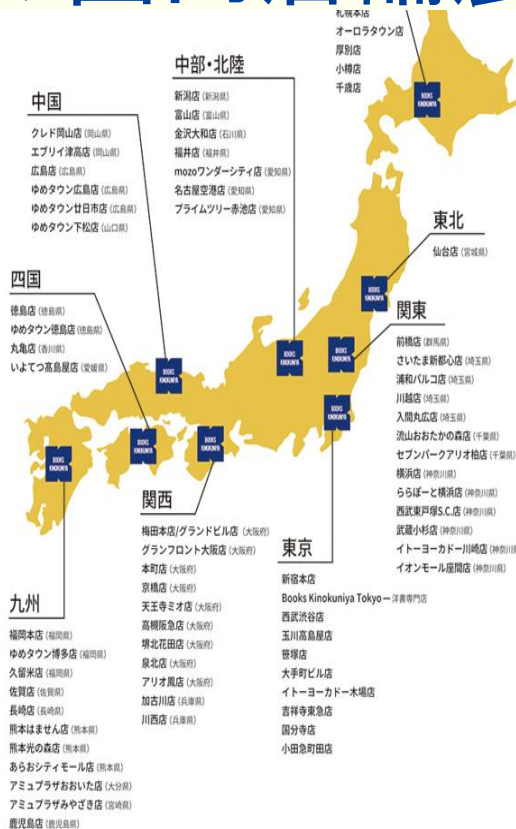 札幌本店
オーロラタウン店
厚別店
小樽店
千歳店
中部・北陸
新潟店 (新潟県)
富山店 (富山県)
金沢大和店 (石川県)
福井店 (福井県)
mozoワンダーシティ店 (愛知県)
名古屋空港店 (愛知県)
プライムツリー赤池店 (愛知県)
中国
クレド岡山店 (岡山県)
エブリイ津高店 (岡山県)
広島店 (広島県)
ゆめタウン広島店 (広島県)
ゆめタウン廿日市店 (広島県)
ゆめタウン下松店 (山口県)
東北
仙台店 (宮城県)
四国
徳島店 (徳島県)
ゆめタウン徳島店 (徳島県)
丸亀店 (香川県)
いよてつ髙島屋店 (愛媛県)
関東
前橋店 (群馬県)
さいたま新都心店 (埼玉県)
浦和パルコ店 (埼玉県)
川越店 (埼玉県)
入間丸広店 (埼玉県)
流山おおたかの森店 (千葉県)
セブンパークアリオ柏店 (千葉県)
横浜店 (神奈川県)
ららぽーと横浜店 (神奈川県)
西武東戸塚S.C.店 (神奈川県)
武蔵小杉店 (神奈川県)
イトーヨーカドー川崎店 (神奈川県)
イオンモール座間店 (神奈川県)
関西
梅田本店/グランドビル店 (大阪府)
グランフロント大阪店 (大阪府)
本町店 (大阪府)
京橋店 (大阪府)
天王寺ミオ店 (大阪府)
高槻阪急店 (大阪府)
堺北花田店 (大阪府)
泉北店 (大阪府)
アリオ鳳店 (大阪府)
加古川店 (兵庫県)
川西店 (兵庫県)
東京
新宿本店
Books Kinokuniya Tokyo ー 洋書専門店
西武渋谷店
玉川高島屋店
笹塚店
大手町ビル店
イトーヨーカドー木場店
吉祥寺東急店
国分寺店
小田急町田店
九州
福岡本店 (福岡県)
ゆめタウン博多店 (福岡県)
久留米店 (福岡県)
佐賀店 (佐賀県)
長崎店 (長崎県)
熊本はません店 (熊本県)
熊本光の森店 (熊本県)
あらおシティモール店 (熊本県)
アミュプラザおおいた店 (大分県)
アミュプラザみやざき店 (宮崎県)
鹿児島店 (鹿児島県)
BOOKS KINOKUNIYA
BOOKS KINOKUNIYA
BOOKS KINOKUNIYA
BOOKS KINOKUNIYA
BOOKS KINOKUNIYA
BOOKS KINOKUNIYA
BOOKS KINOKUNIYA
BOOKS KINOKUNIYA
BOOKS KINOKUNIYA